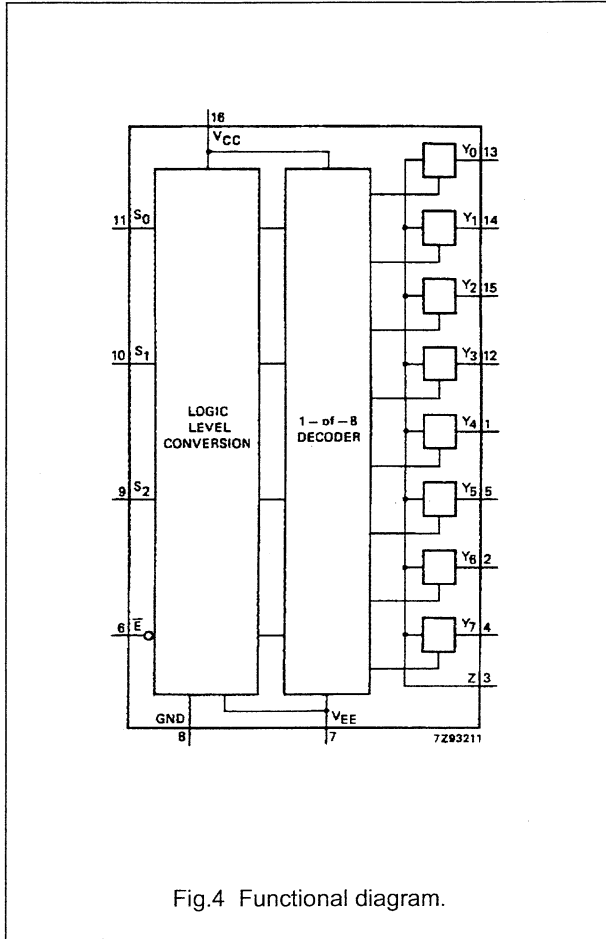 16
VCC
Y0 13
11 S0
Y1 14
Y2 15
10 S1
Y3 12
LOGIC
LEVEL
CONVERSION
1-of-8
DECODER
Y4 1
9 S2
Y5 5
Y6 2
6 E̅
Y7 4
Z 3
GND
VEE
8
7
7Z93211
Fig.4 Functional diagram.